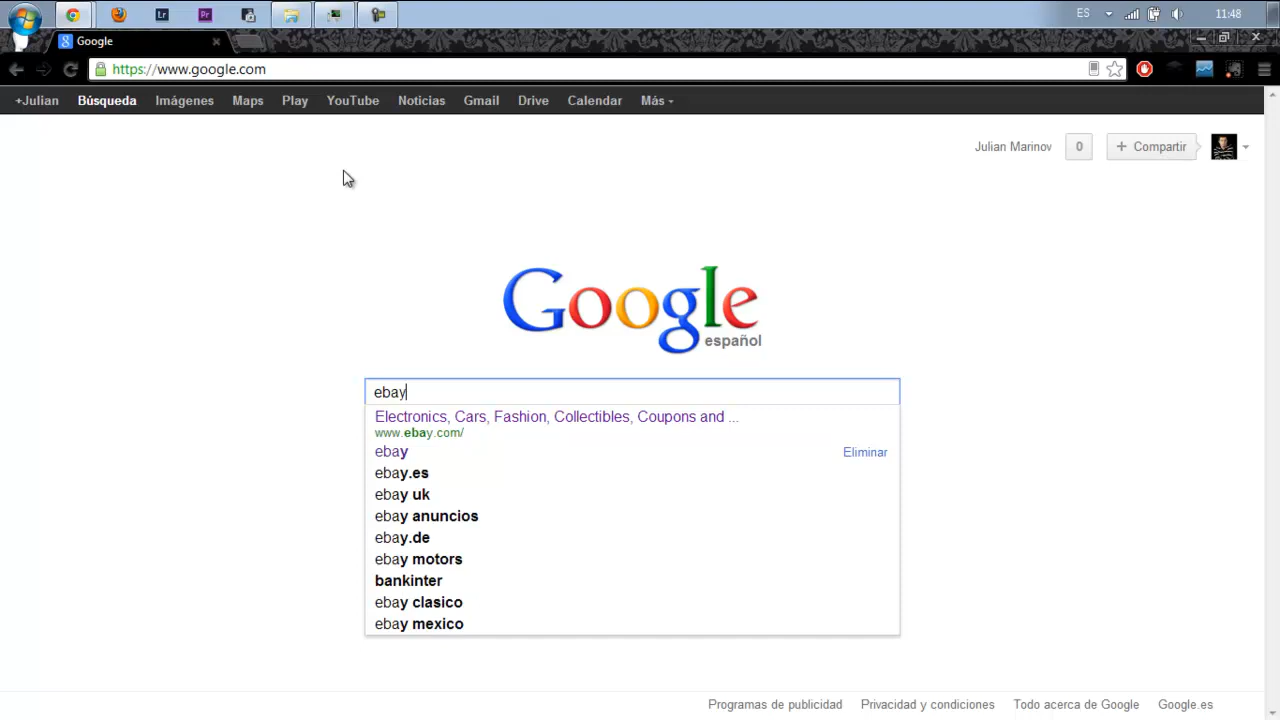 Lr
Pr
ES
11:48
Google
https://www.google.com
+Julian Búsqueda Imágenes Maps Play YouTube Noticias Gmail Drive Calendar Más
Julian Marinov 0 + Compartir
Google
español
ebay
Electronics, Cars, Fashion, Collectibles, Coupons and ...
www.ebay.com/
ebay Eliminar
ebay.es
ebay uk
ebay anuncios
ebay.de
ebay motors
bankinter
ebay clasico
ebay mexico
Programas de publicidad Privacidad y condiciones Todo acerca de Google Google.es